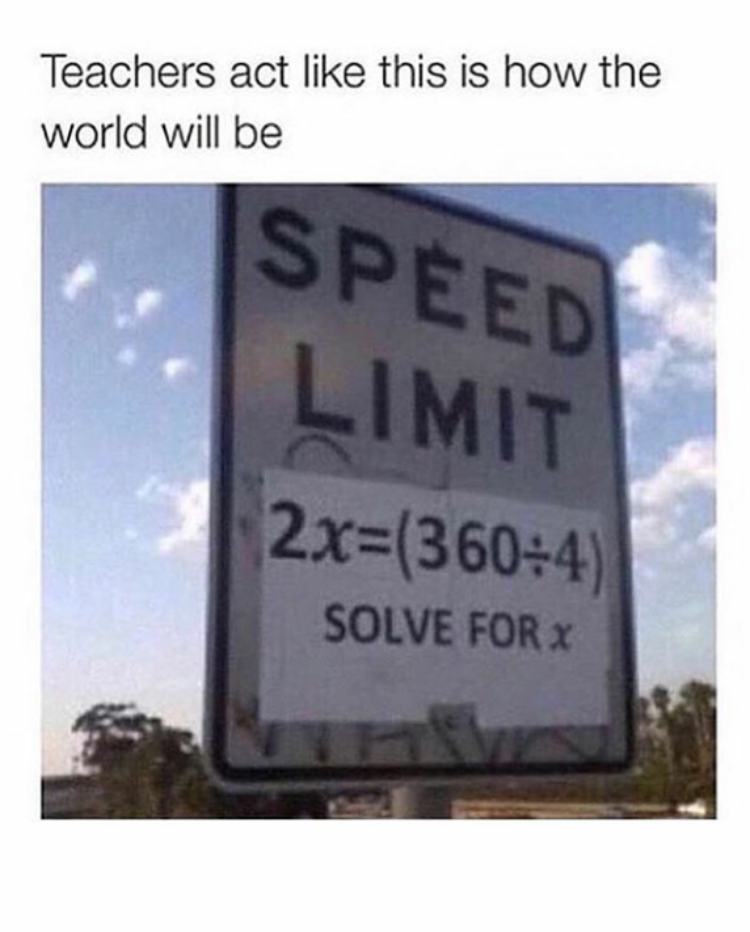 Teachers act like this is how the
world will be
SPEED
LIMIT
2x=(360÷4)
SOLVE FOR x